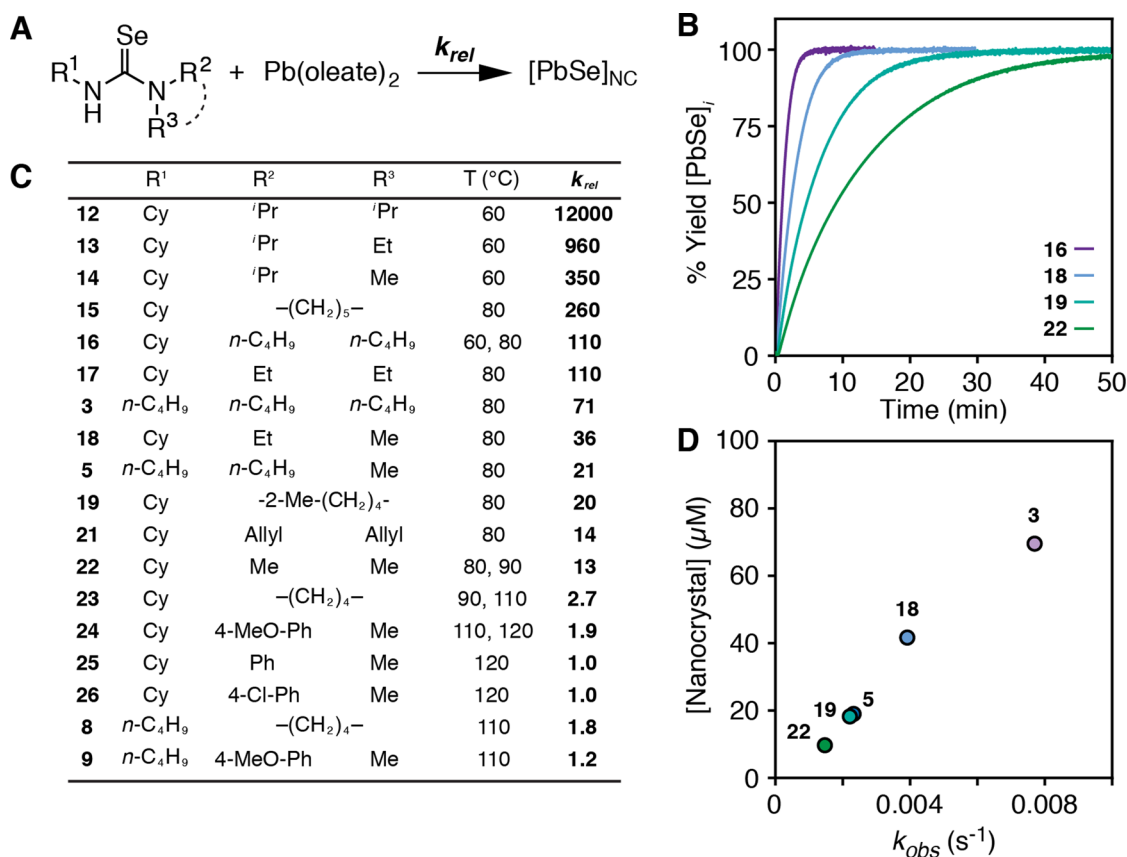 A
Se
R¹ R² + Pb(oleate)₂ k_rel [PbSe]NC
N N
H R³
C
R¹ R² R³ T (°C) k_rel
12 Cy ⁱPr ⁱPr 60 12000
13 Cy ⁱPr Et 60 960
14 Cy ⁱPr Me 60 350
15 Cy –(CH₂)₅– 80 260
16 Cy n-C₄H₉ n-C₄H₉ 60, 80 110
17 Cy Et Et 80 110
3 n-C₄H₉ n-C₄H₉ n-C₄H₉ 80 71
18 Cy Et Me 80 36
5 n-C₄H₉ n-C₄H₉ Me 80 21
19 Cy -2-Me-(CH₂)₄- 80 20
21 Cy Allyl Allyl 80 14
22 Cy Me Me 80, 90 13
23 Cy –(CH₂)₄– 90, 110 2.7
24 Cy 4-MeO-Ph Me 110, 120 1.9
25 Cy Ph Me 120 1.0
26 Cy 4-Cl-Ph Me 120 1.0
8 n-C₄H₉ –(CH₂)₄– 110 1.8
9 n-C₄H₉ 4-MeO-Ph Me 110 1.2
B
% Yield [PbSe]ᵢ
100
75
50
25
0
16
18
19
22
0 10 20 30 40 50
Time (min)
D
[Nanocrystal] (µM)
100
80
60
40
20
0
3
18
19 5
22
0 0.004 0.008
k_obs (s⁻¹)